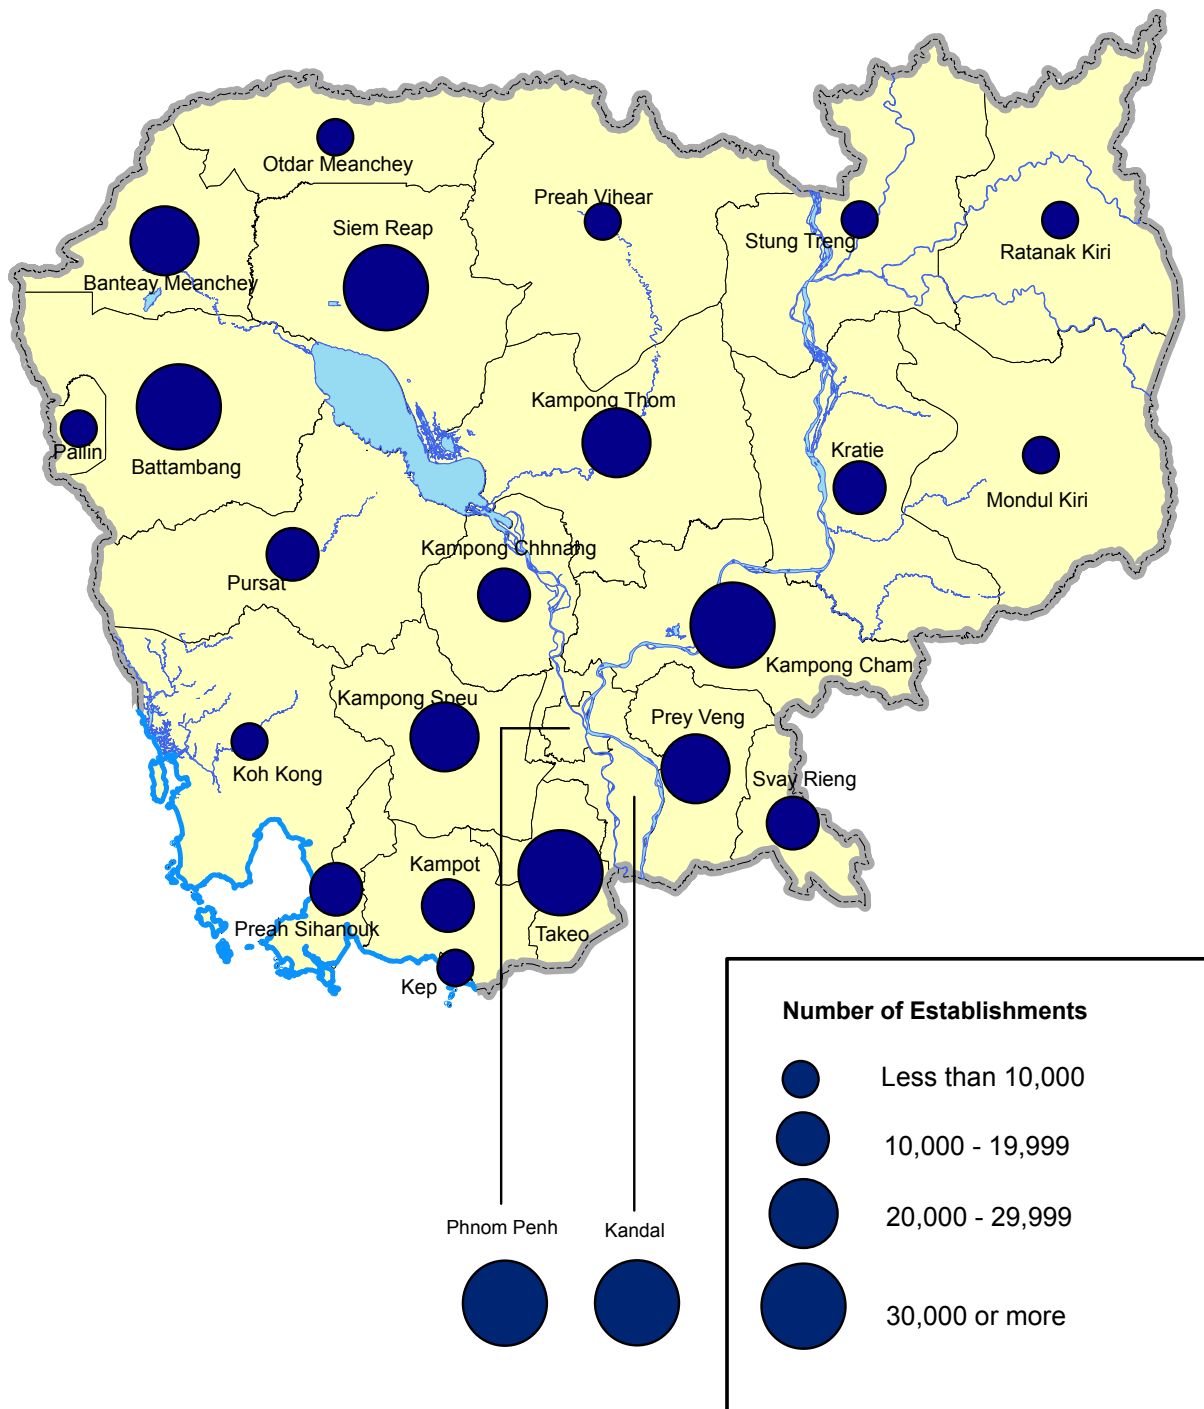 Otdar Meanchey
Preah Vihear
Siem Reap
Stung Treng
Ratanak Kiri
Banteay Meanchey
Kampong Thom
Pailin
Battambang
Kratie
Mondul Kiri
Kampong Chhnang
Pursat
Kampong Cham
Kampong Speu
Prey Veng
Koh Kong
Svay Rieng
Kampot
Preah Sihanouk
Takeo
Kep
Number of Establishments
Less than 10,000
10,000 - 19,999
20,000 - 29,999
30,000 or more
Phnom Penh
Kandal